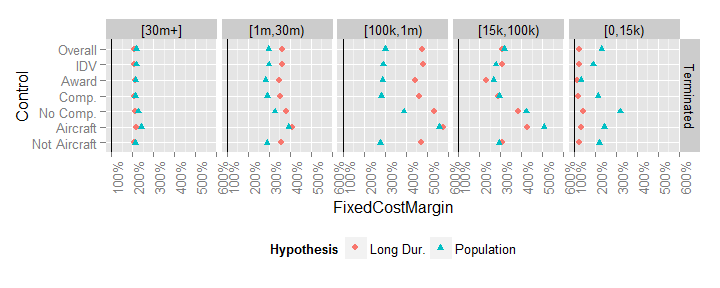 [30m+] [1m,30m) [100k,1m) [15k,100k) [0,15k)
Control
Overall
IDV
Award
Comp.
No Comp.
Aircraft
Not Aircraft
Terminated
100% 200% 300% 400% 500% 600% 100% 200% 300% 400% 500% 600% 100% 200% 300% 400% 500% 600% 100% 200% 300% 400% 500% 600% 100% 200% 300% 400% 500% 600%
FixedCostMargin
Hypothesis Long Dur. Population